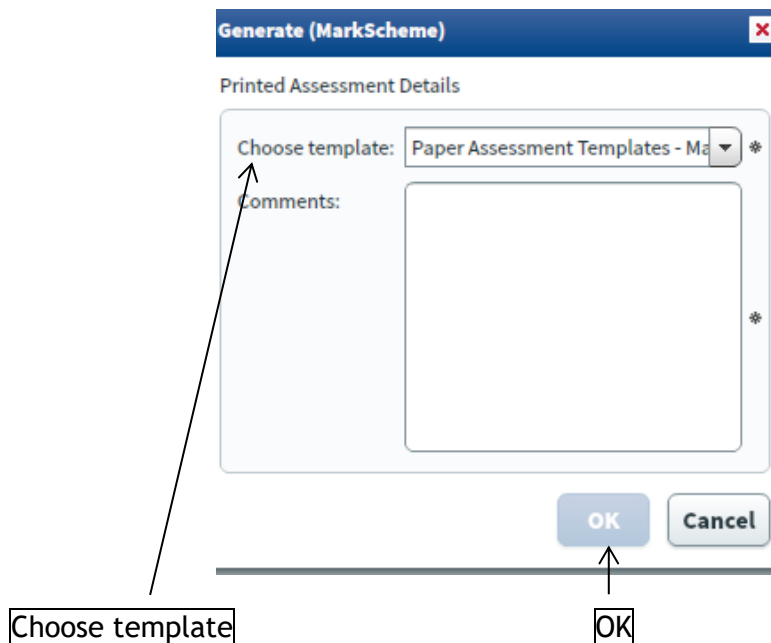 Generate (MarkScheme)
Printed Assessment Details
Choose template: Paper Assessment Templates - Ma
Comments:
OK Cancel
Choose template OK